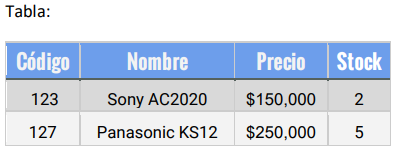 Tabla:
Código Nombre Precio Stock
123 Sony AC2020 $150,000 2
127 Panasonic KS12 $250,000 5